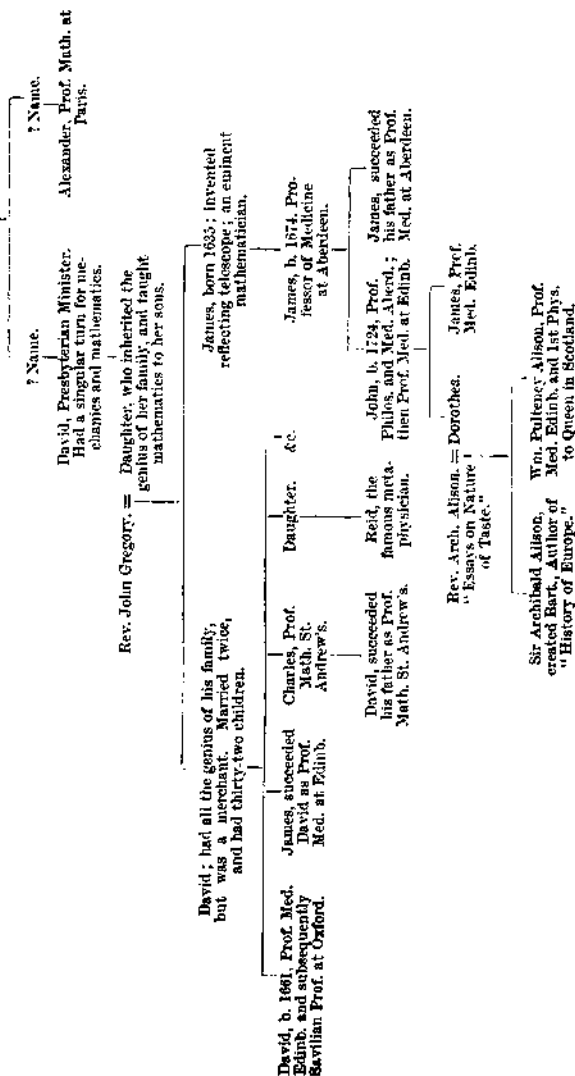 ? Name.
? Name.
David, Presbyterian Minister.
Had a singular turn for me-
chanics and mathematics.
Alexander, Prof. Math. at
Paris.
Rev. John Gregory. = Daughter, who inherited the
genius of her family, and taught
mathematics to her sons.
David; had all the genius of his family,
but was a merchant. Married twice,
and had thirty-two children.
James, born 1635; invented
reflecting telescope; an eminent
mathematician.
David, b. 1661, Prof. Med.
Edinb. and subsequently
Savilian Prof. at Oxford.
James, succeeded
David as Prof.
Med. at Edinb.
Charles, Prof.
Math. St.
Andrew's.
Daughter.
&c.
James, b. 1674. Pro-
fessor of Medicine
at Aberdeen.
David, succeeded
his father as Prof.
Math. St. Andrew's.
Reid, the
famous meta-
physician.
John, b. 1724, Prof.
Philos. and Med. Aberd.;
then Prof. Med. at Edinb.
James, succeeded
his father as Prof.
Med. at Aberdeen.
Rev. Arch. Alison. = Dorothea.
"Essays on Nature
of Taste."
James, Prof.
Med. Edinb.
Sir Archibald Alison,
created Bart., Author of
"History of Europe."
Wm. Pulteney Alison, Prof.
Med. Edinb. and 1st Phys.
to Queen in Scotland.